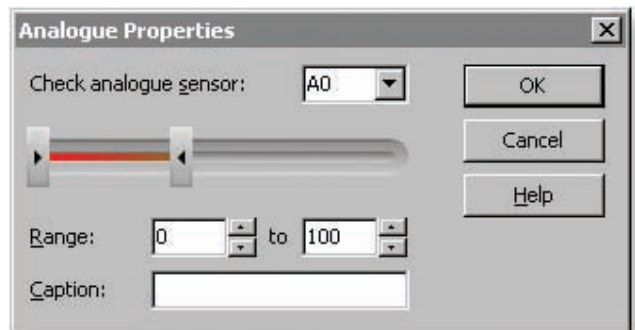 Analogue Properties
Check analogue sensor: A0
OK
Cancel
Help
Range: 0 to 100
Caption: